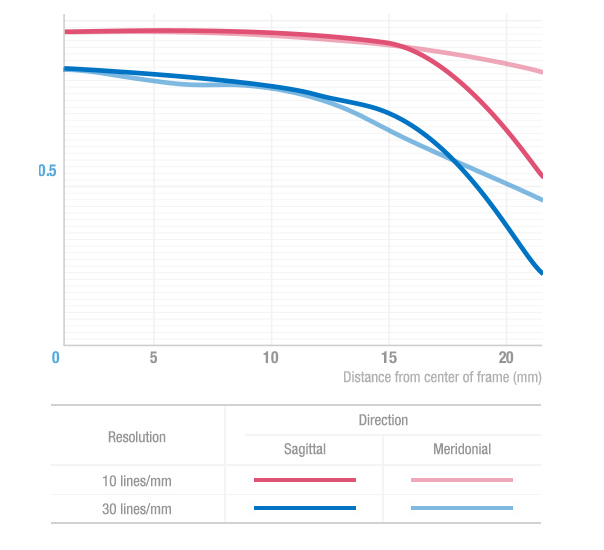 0.5
0 5 10 15 20
Distance from center of frame (mm)
Direction
Resolution
Sagittal Meridonial
10 lines/mm
30 lines/mm